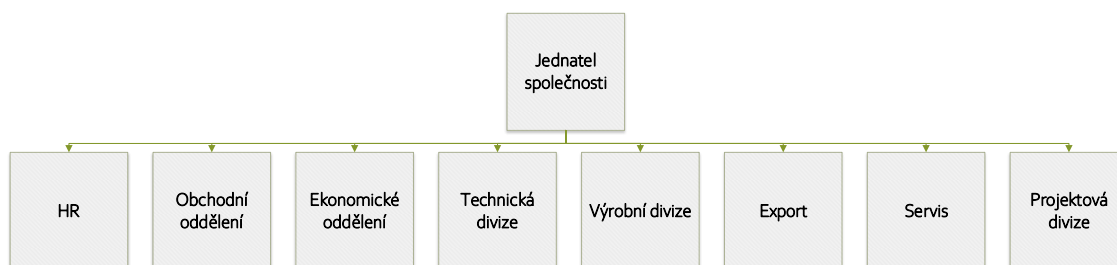 Jednatel
společnosti
HR
Obchodní
oddělení
Ekonomické
oddělení
Technická
divize
Výrobní divize
Export
Servis
Projektová
divize